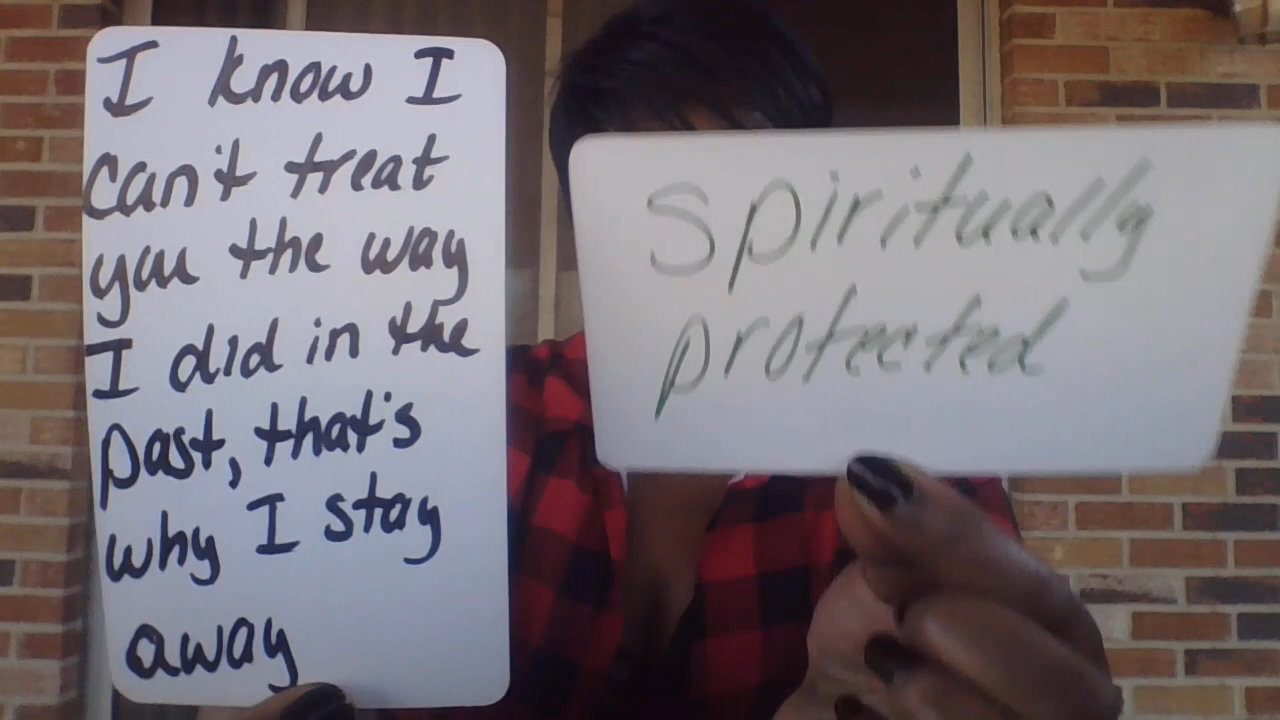 I know I
can't treat
you the way
I did in the
past, that's
why I stay
away
Spiritually
protected